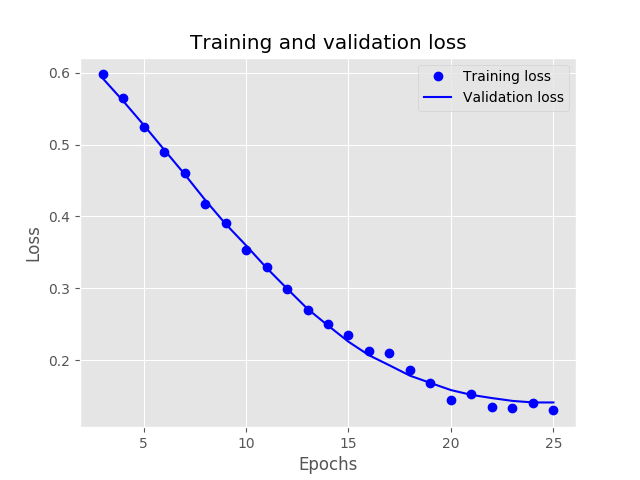 Training and validation loss
Training loss
Validation loss
0.6
0.5
0.4
0.3
0.2
Loss
5 10 15 20 25
Epochs